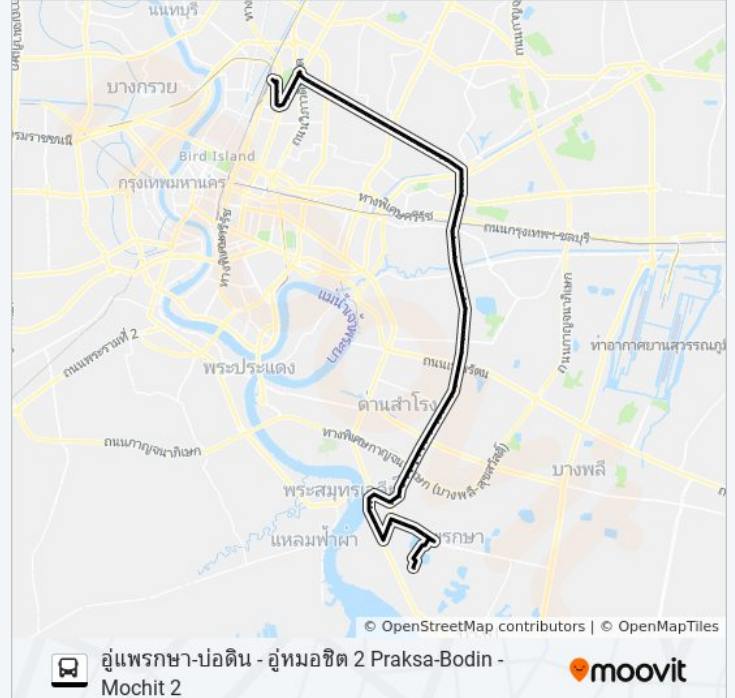 นนทบุรี
บางกรวย
Bird Island
กรุงเทพมหานคร
ทางพิเศษศรีรัช
ถนนกรุงเทพฯ-ชลบุรี
แม่น้ำเจ้าพระยา
ถนนกาญจนาภิเษก
ท่าอากาศยานสุวรรณภูมิ
ถนนพระรามที่ 2
พระประแดง
ด่านสำโรง
ถนนกาญจนาภิเษก
ทางพิเศษกาญจน
(บางพลี-สุขสวัสดิ์)
บางพลี
พระสมุทรเจดีย์
แหลมฟ้าผ่า
พรกษา
© OpenStreetMap contributors | © OpenMapTiles
อู่แพรกษา-บ่อดิน - อู่หมอชิต 2 Praksa-Bodin -
Mochit 2
moovit